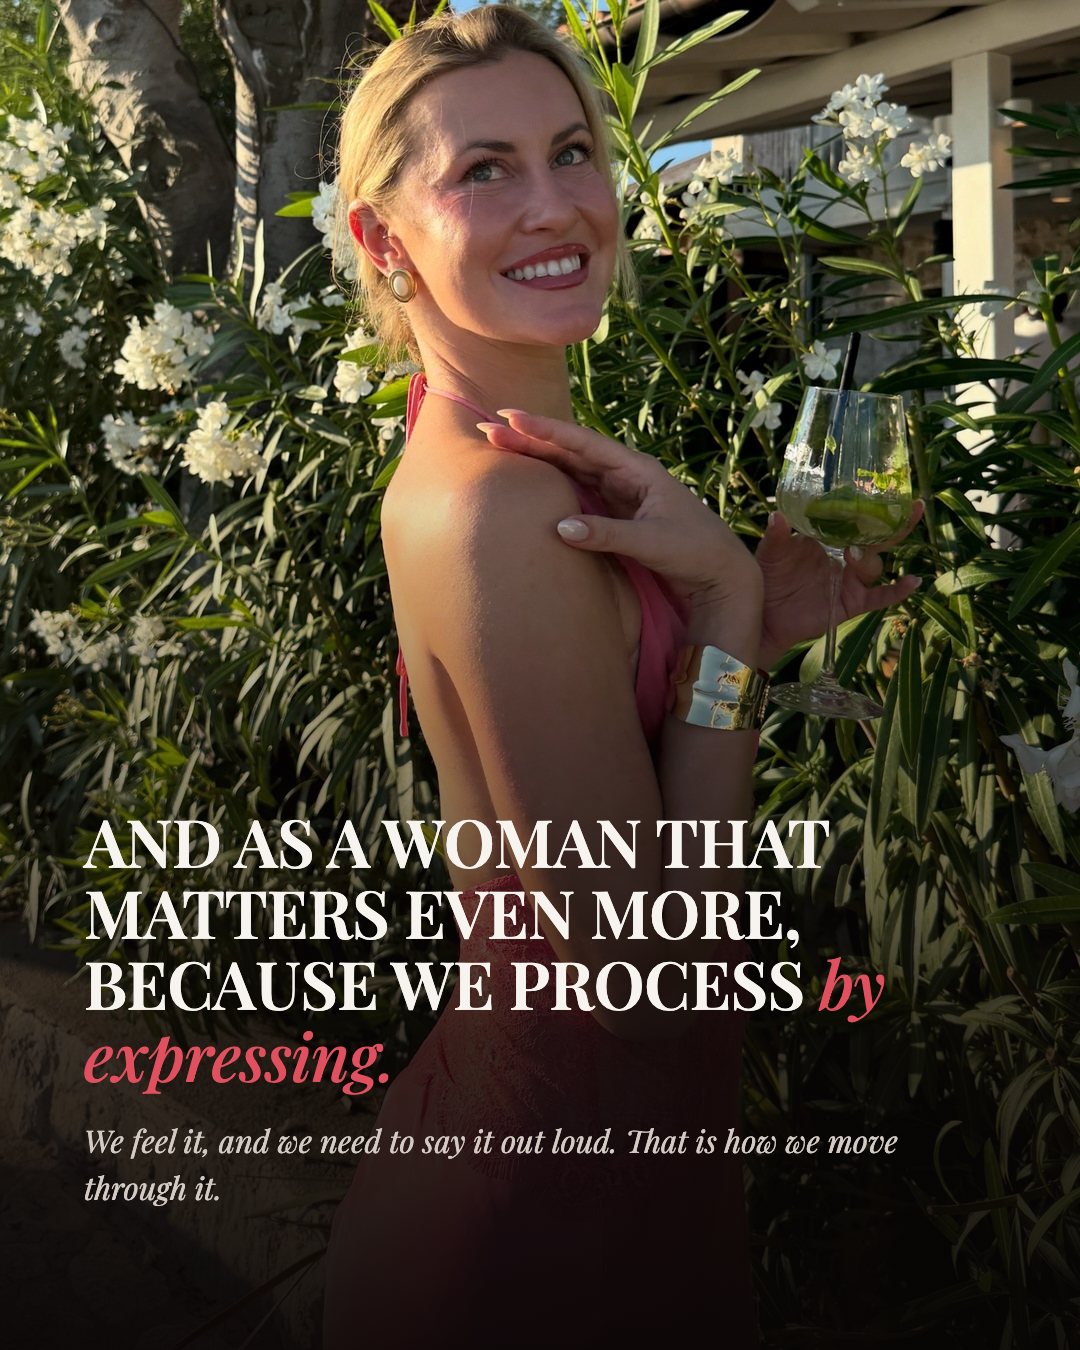 AND AS A WOMAN THAT
MATTERS EVEN MORE,
BECAUSE WE PROCESS by
expressing.
We feel it, and we need to say it out loud. That is how we move
through it.